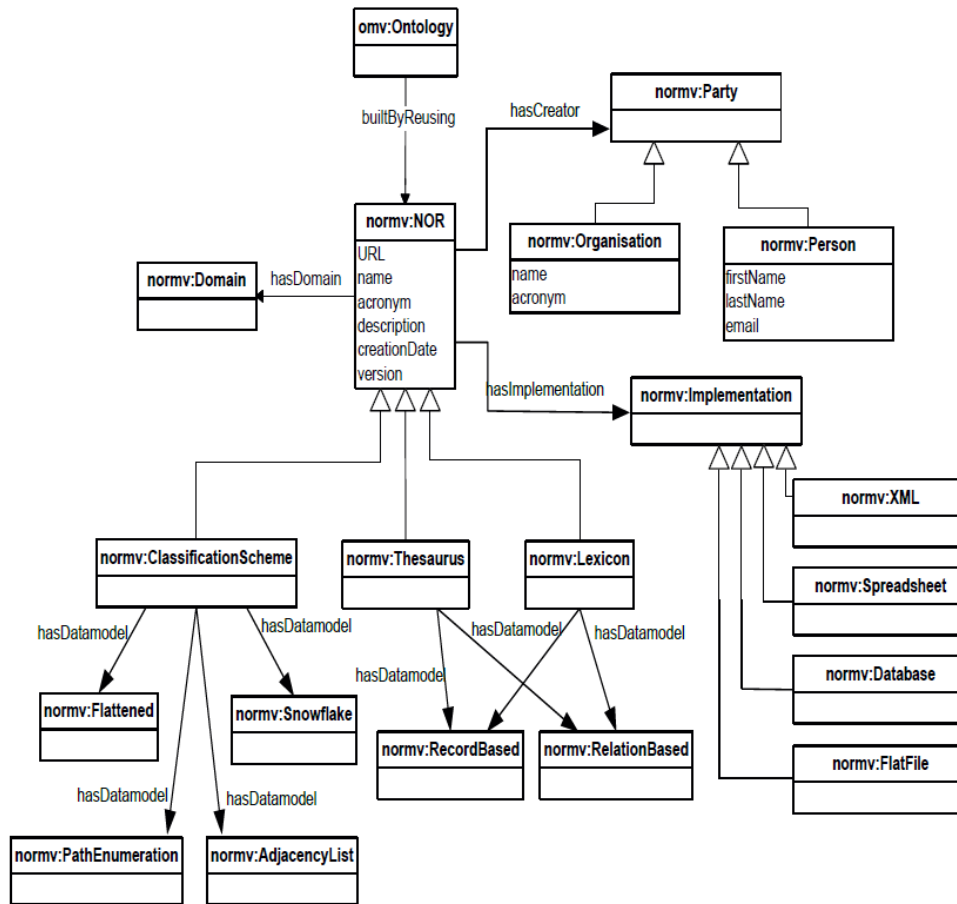 omv:Ontology
normv:Party
builtByReusing
hasCreator
normv:NOR
URL
name
acronym
description
creationDate
version
normv:Organisation
name
acronym
normv:Person
firstName
lastName
email
normv:Domain
hasDomain
hasImplementation
normv:Implementation
normv:XML
normv:ClassificationScheme
normv:Thesaurus
normv:Lexicon
normv:Spreadsheet
hasDatamodel
hasDatamodel
hasDatamodel
hasDatamodel
hasDatamodel
normv:Database
normv:Flattened
normv:Snowflake
normv:RecordBased
normv:RelationBased
normv:FlatFile
hasDatamodel
hasDatamodel
normv:PathEnumeration
normv:AdjacencyList